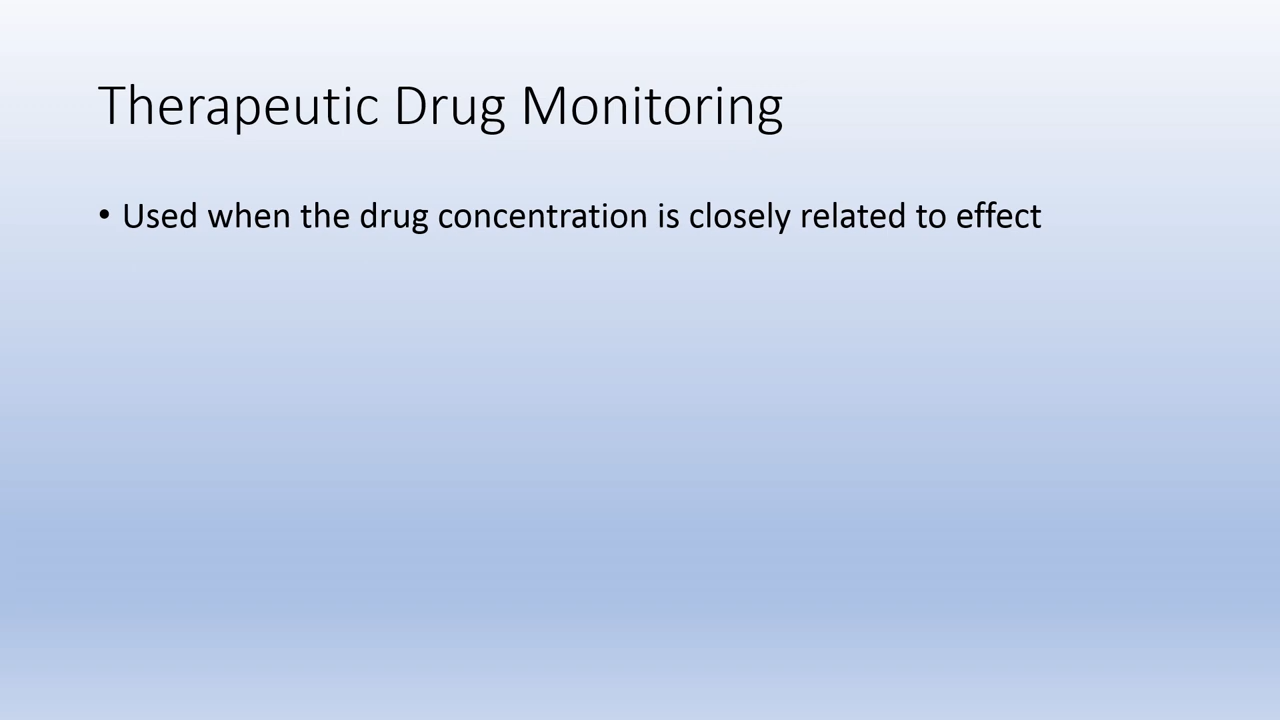 Therapeutic Drug Monitoring
• Used when the drug concentration is closely related to effect